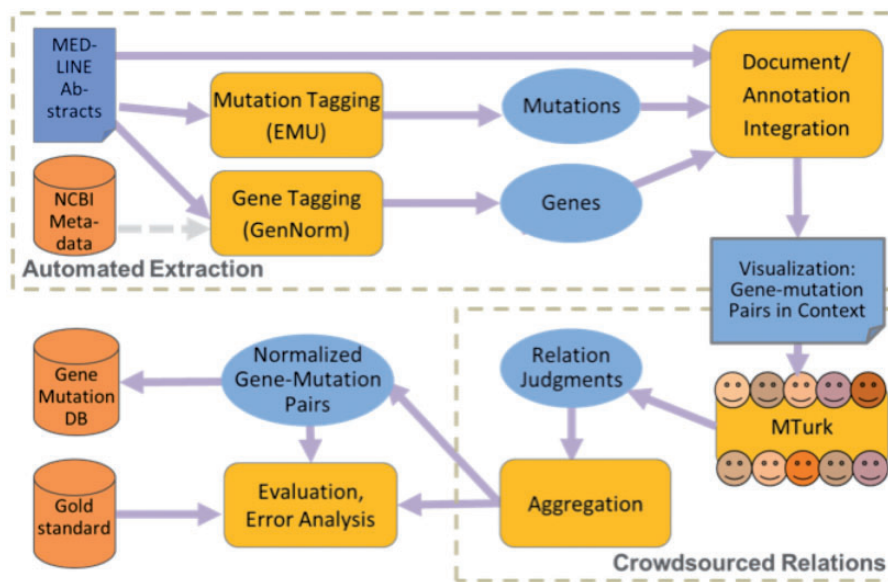 MED-
LINE
Ab-
stracts
Mutation Tagging
(EMU)
Mutations
Document/
Annotation
Integration
NCBI
Meta-
data
Gene Tagging
(GenNorm)
Genes
Automated Extraction
Visualization:
Gene-mutation
Pairs in Context
Gene
Mutation
DB
Normalized
Gene-Mutation
Pairs
Relation
Judgments
MTurk
Gold
standard
Evaluation,
Error Analysis
Aggregation
Crowdsourced Relations